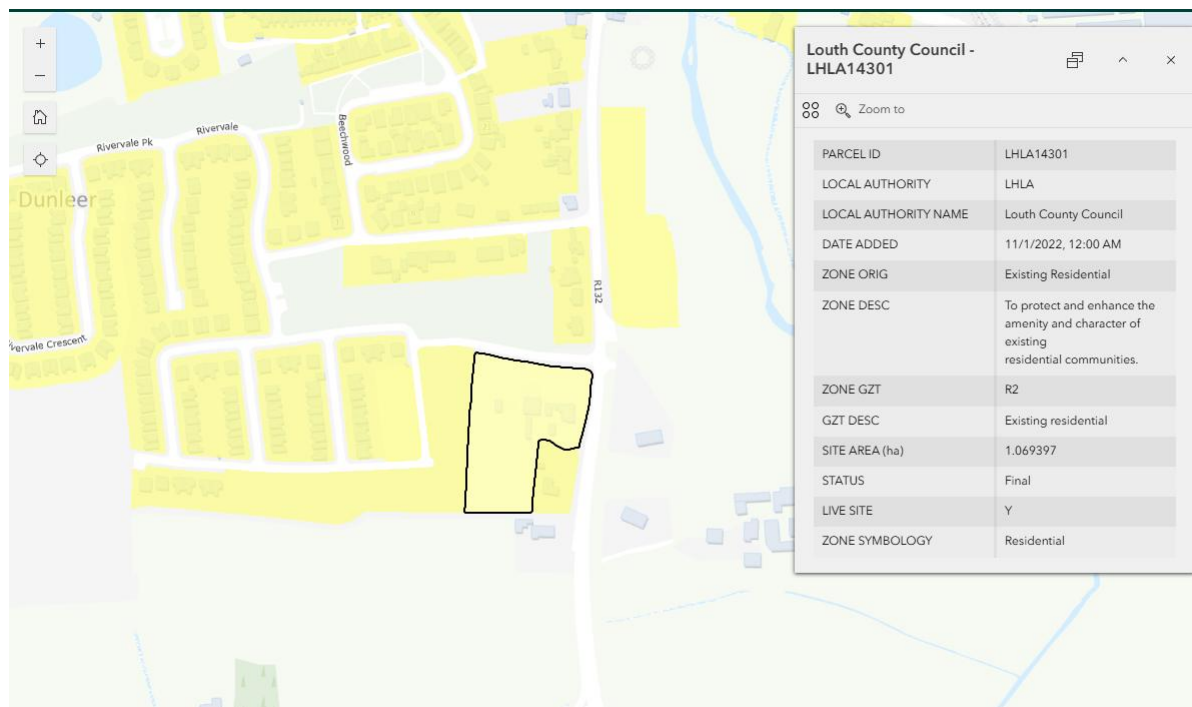 +
−
Rivervale Pk
Rivervale
Beechwood
Dunleer
R132
Rivervale Crescent
Louth County Council -
LHLA14301
Zoom to
PARCEL ID LHLA14301
LOCAL AUTHORITY LHLA
LOCAL AUTHORITY NAME Louth County Council
DATE ADDED 11/1/2022, 12:00 AM
ZONE ORIG Existing Residential
ZONE DESC To protect and enhance the
amenity and character of
existing
residential communities.
ZONE GZT R2
GZT DESC Existing residential
SITE AREA (ha) 1.069397
STATUS Final
LIVE SITE Y
ZONE SYMBOLOGY Residential